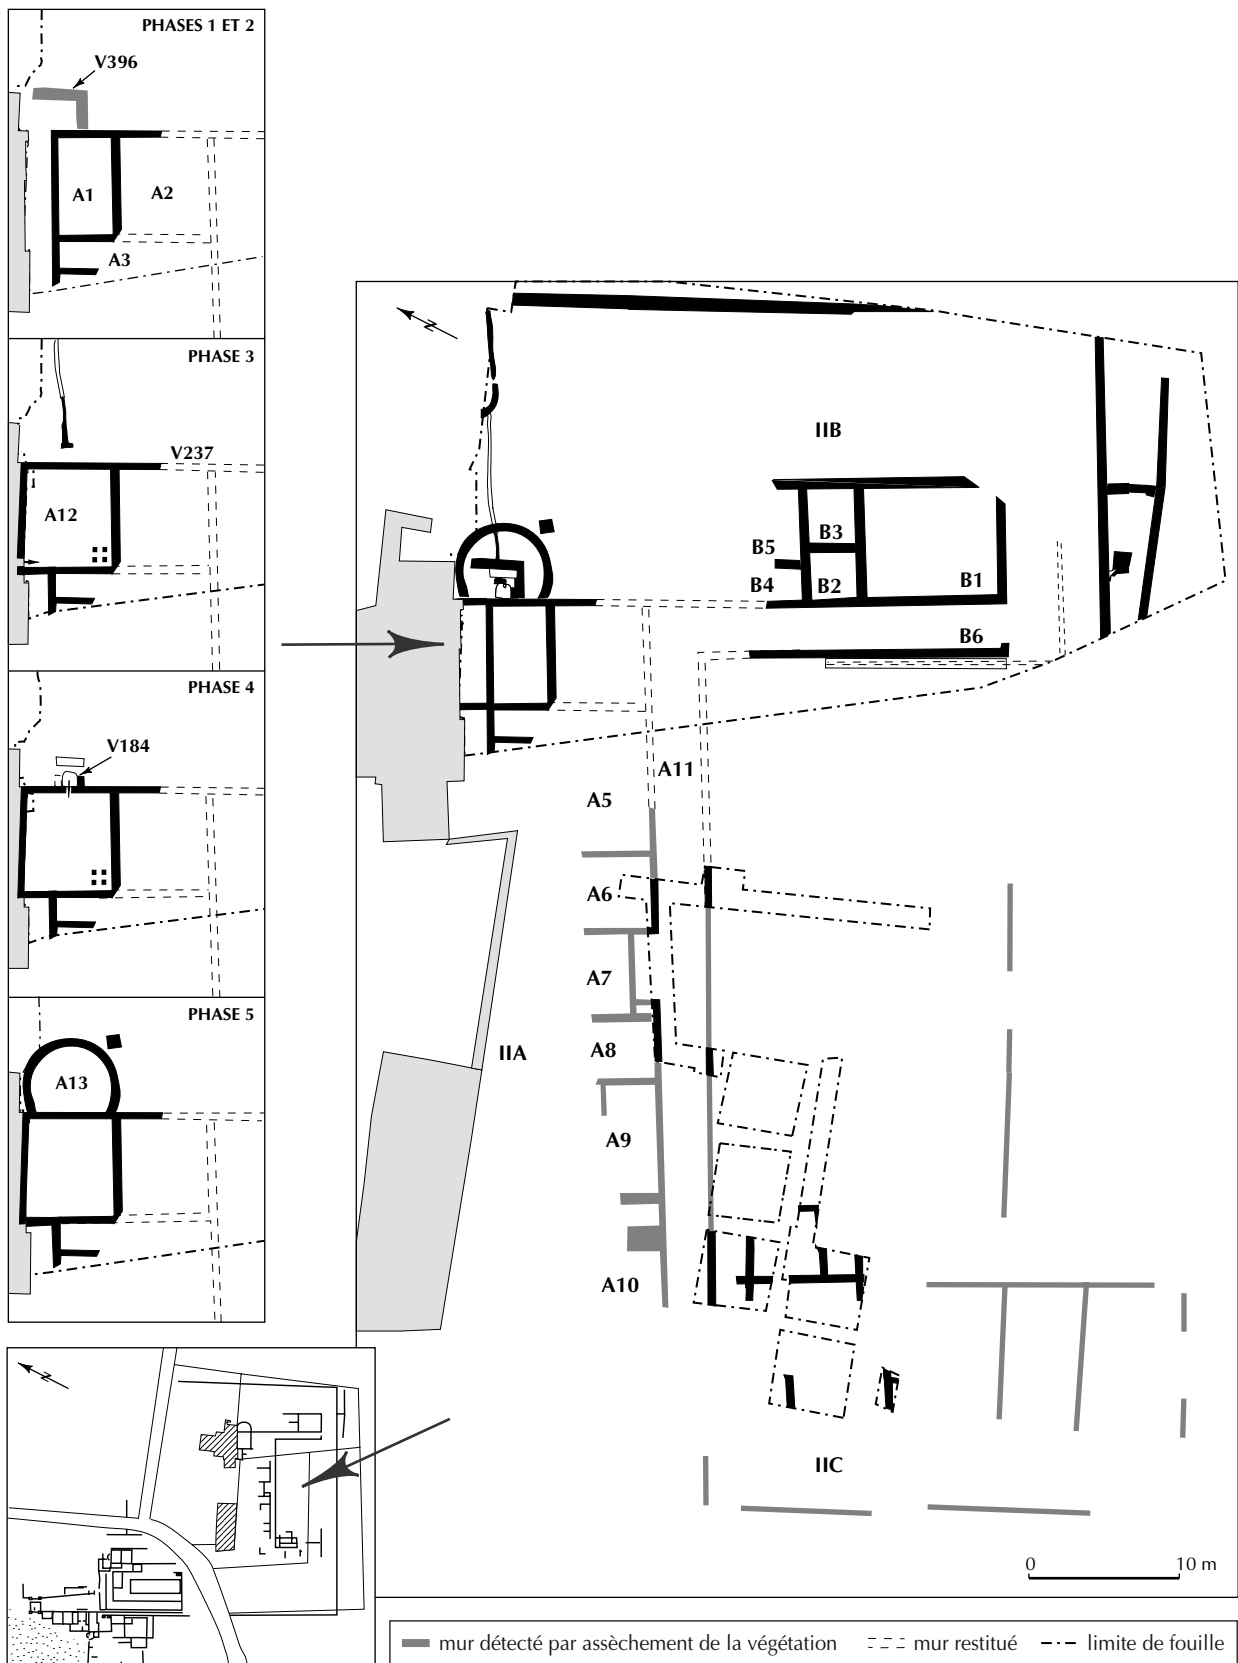 PHASES 1 ET 2
V396
A1
A2
A3
PHASE 3
V237
A12
PHASE 4
V184
PHASE 5
A13
N
IIB
B3
B5
B4
B2
B1
B6
A11
A5
A6
A7
A8
IIA
A9
A10
IIC
0 10 m
N
mur détecté par assèchement de la végétation mur restitué limite de fouille